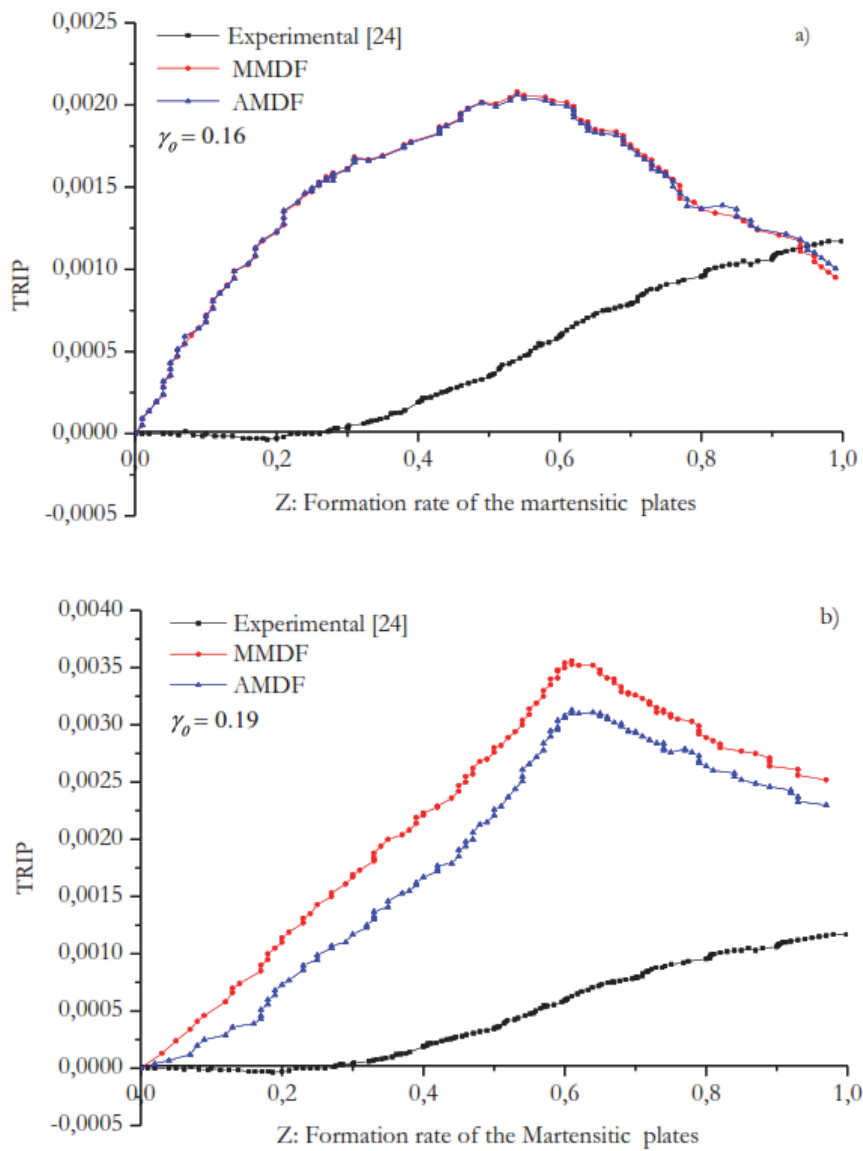 0,0025
Experimental [24]
a)
MMDF
0,0020
AMDF
γ0 = 0.16
0,0015
0,0010
TRIP
0,0005
0,0000
0,0 0,2 0,4 0,6 0,8 1,0
Z: Formation rate of the martensitic plates
-0,0005
0,0040
Experimental [24]
b)
0,0035
MMDF
AMDF
0,0030
γ0 = 0.19
0,0025
0,0020
TRIP
0,0015
0,0010
0,0005
0,0000
0,0 0,2 0,4 0,6 0,8 1,0
-0,0005
Z: Formation rate of the Martensitic plates